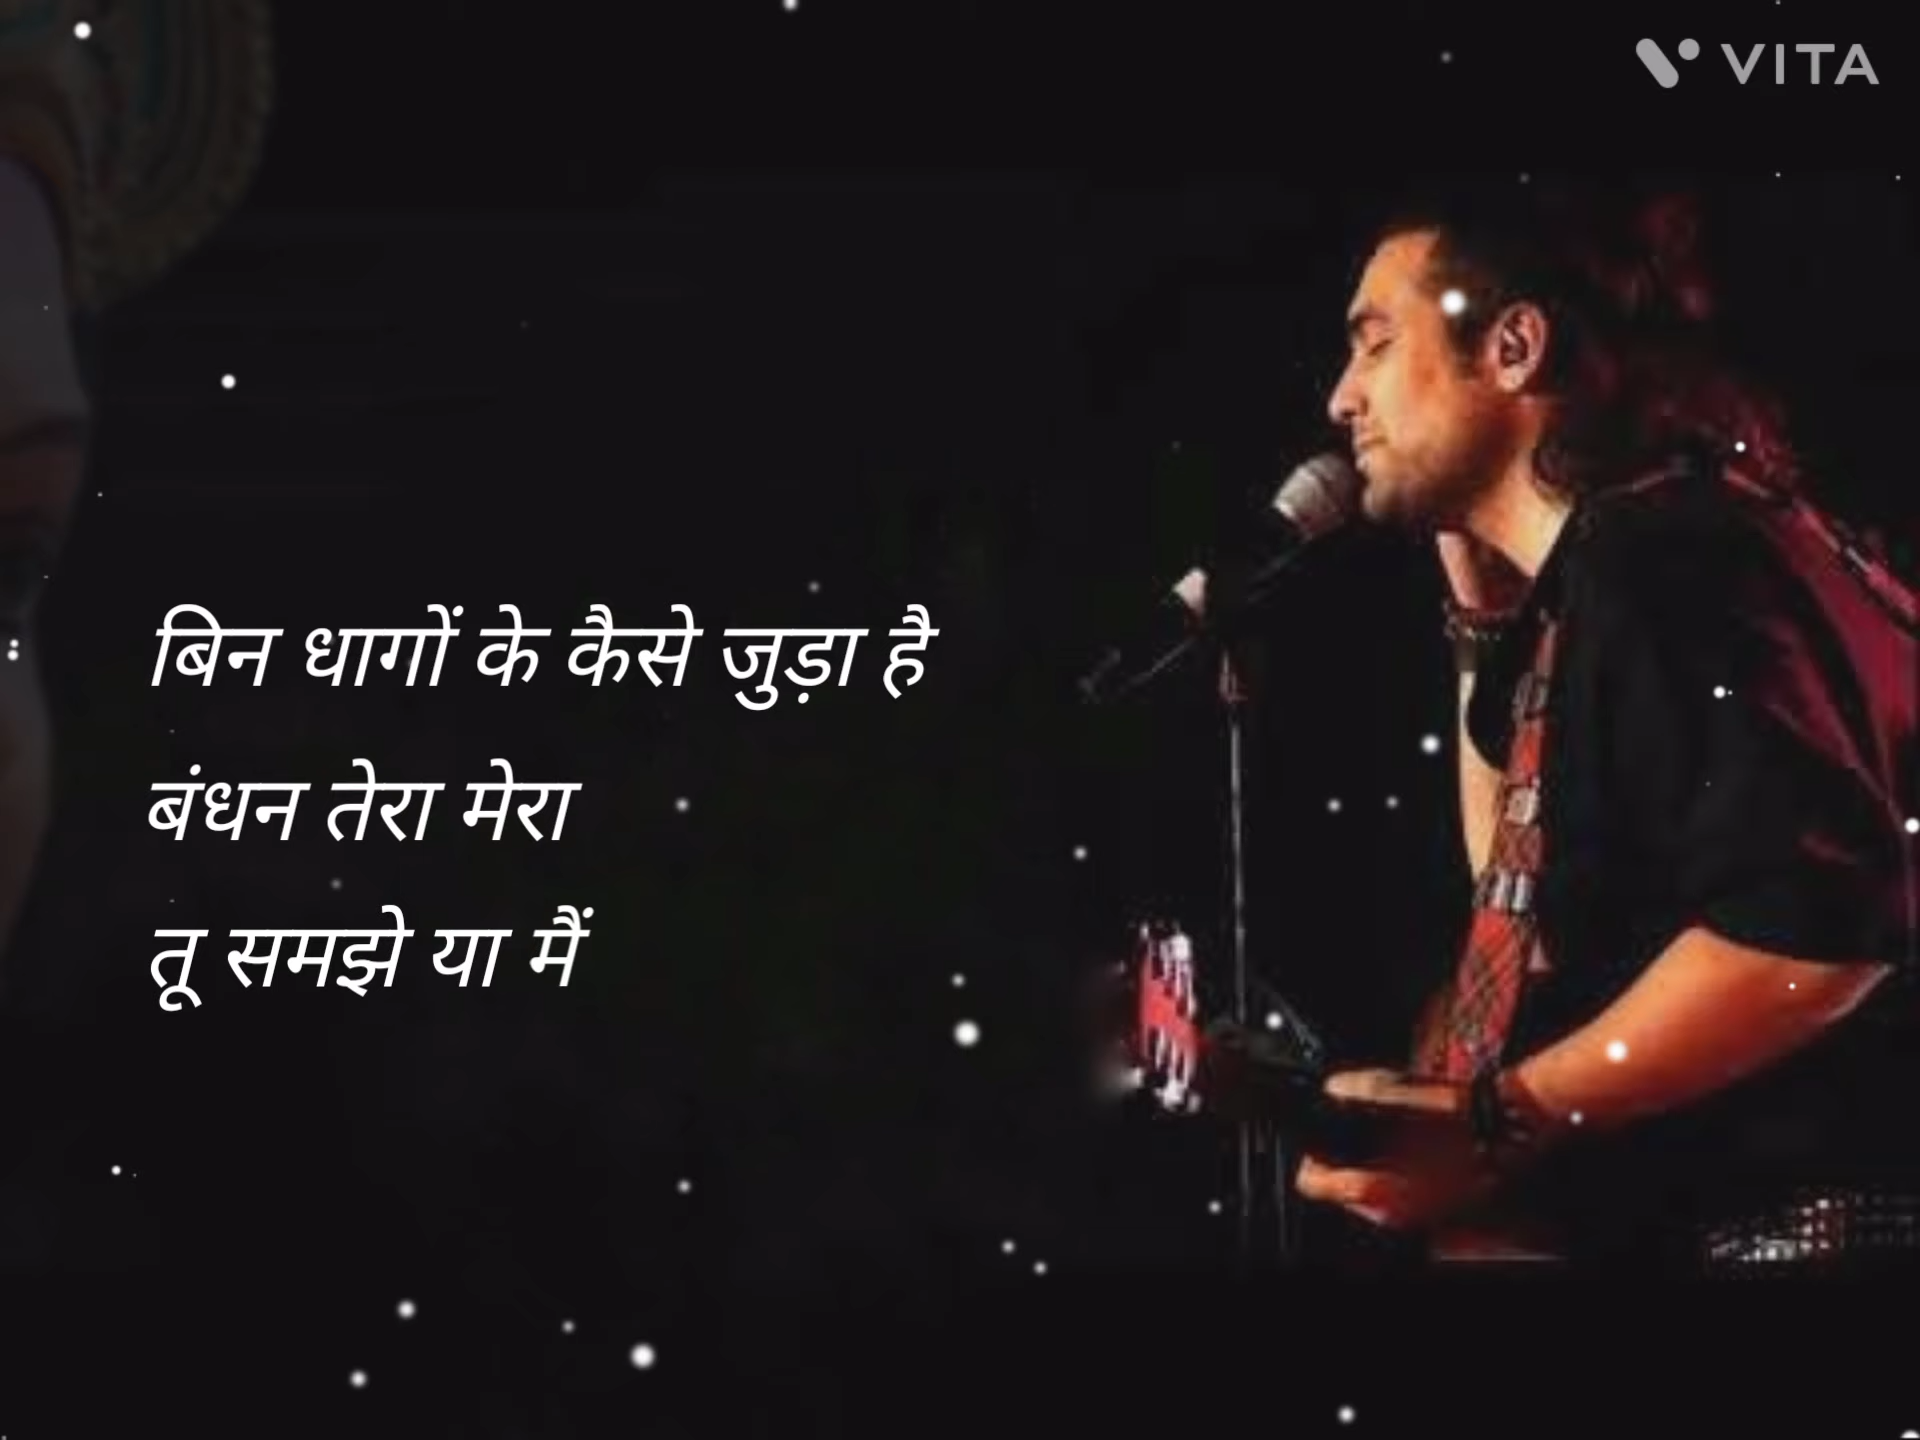 VITA
बिन धागों के कैसे जुड़ा है
बंधन तेरा मेरा
तू समझे या मैं